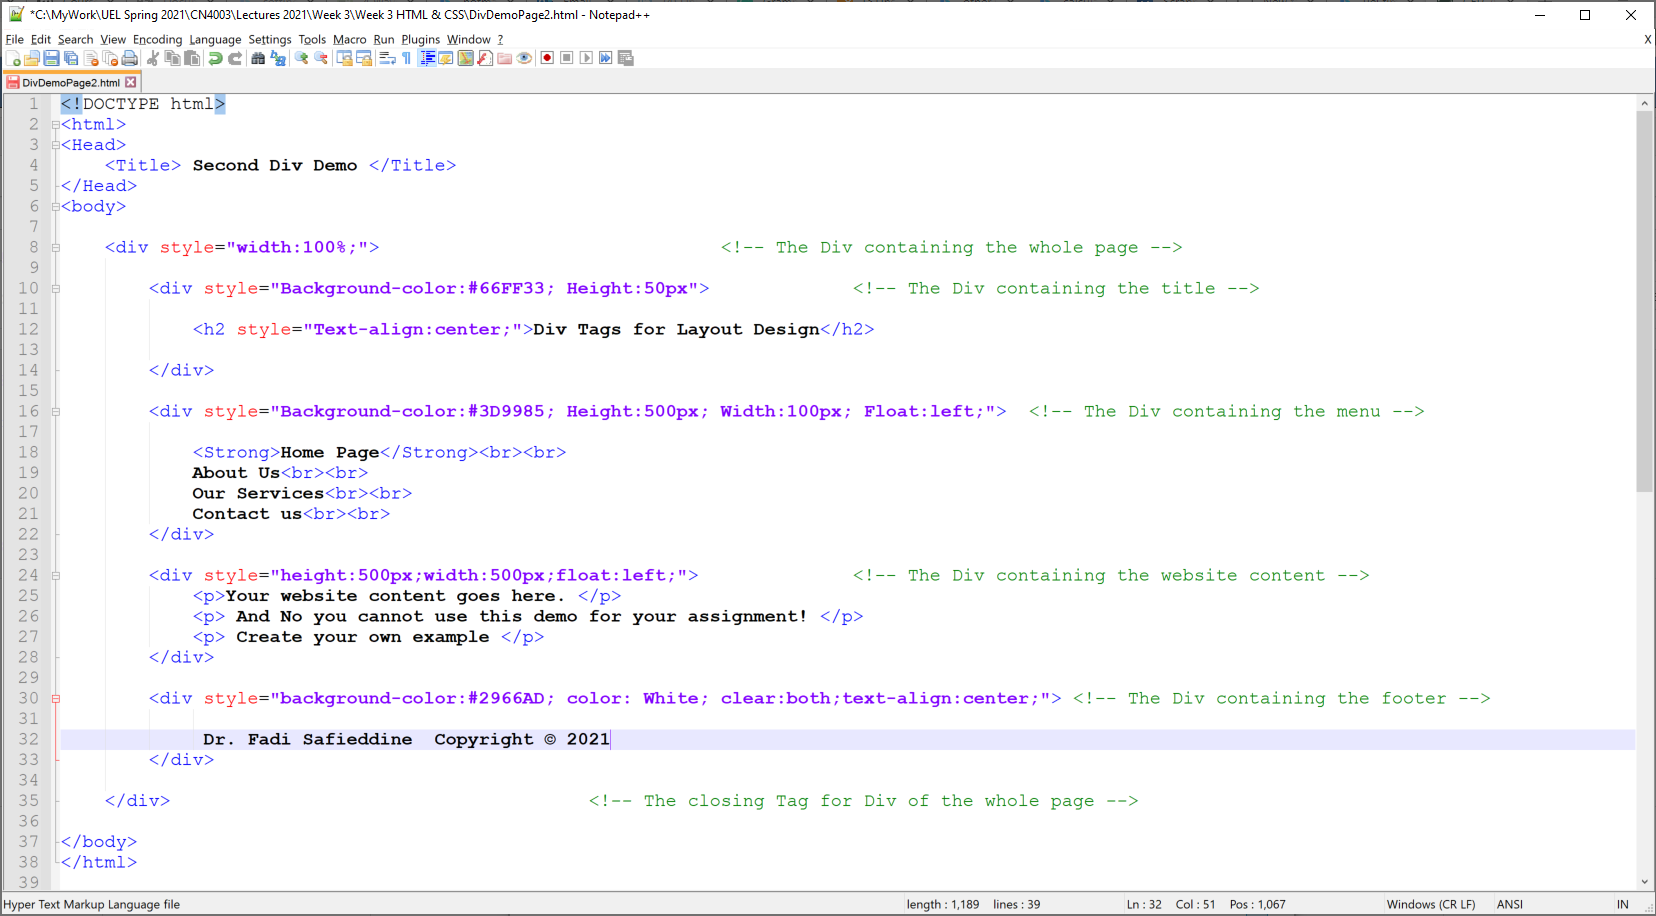 *C:\MyWork\UEL Spring 2021\CN4003\Lectures 2021\Week 3\Week 3 HTML & CSS\DivDemoPage2.html - Notepad++
File Edit Search View Encoding Language Settings Tools Macro Run Plugins Window ? X
DivDemoPage2.html
1 <!DOCTYPE html>
2 <html>
3 <Head>
4 <Title> Second Div Demo </Title>
5 </Head>
6 <body>
7
8 <div style="width:100%;"> <!-- The Div containing the whole page -->
9
10 <div style="Background-color:#66FF33; Height:50px"> <!-- The Div containing the title -->
11
12 <h2 style="Text-align:center;">Div Tags for Layout Design</h2>
13
14 </div>
15
16 <div style="Background-color:#3D9985; Height:500px; Width:100px; Float:left;"> <!-- The Div containing the menu -->
17
18 <Strong>Home Page</Strong><br><br>
19 About Us<br><br>
20 Our Services<br><br>
21 Contact us<br><br>
22 </div>
23
24 <div style="height:500px;width:500px;float:left;"> <!-- The Div containing the website content -->
25 <p>Your website content goes here. </p>
26 <p> And No you cannot use this demo for your assignment! </p>
27 <p> Create your own example </p>
28 </div>
29
30 <div style="background-color:#2966AD; color: White; clear:both;text-align:center;"> <!-- The Div containing the footer -->
31
32 Dr. Fadi Safieddine  Copyright © 2021
33 </div>
34
35 </div> <!-- The closing Tag for Div of the whole page -->
36
37 </body>
38 </html>
39
Hyper Text Markup Language file length : 1,189 lines : 39 Ln : 32 Col : 51 Pos : 1,067 Windows (CR LF) ANSI IN